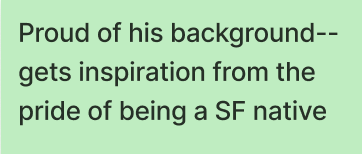 Proud of his background--
gets inspiration from the
pride of being a SF native